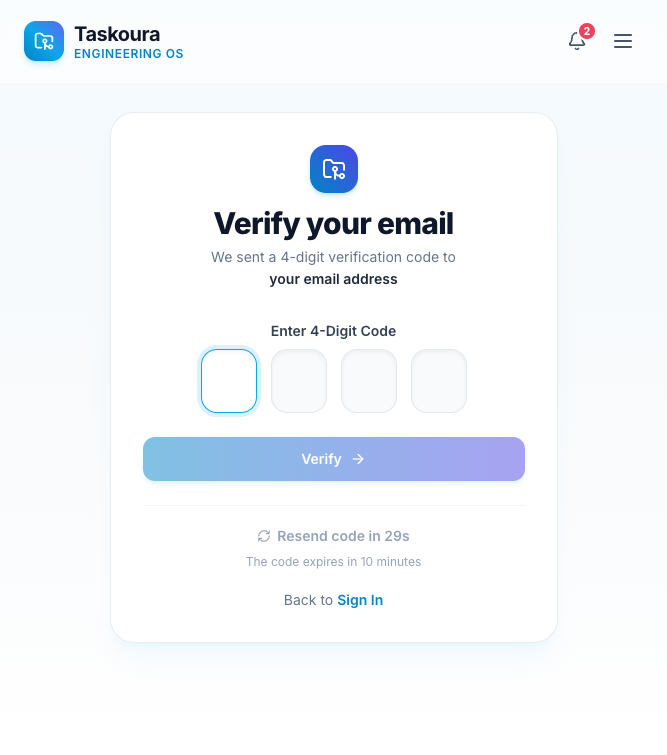 Taskoura
ENGINEERING OS
2
Verify your email
We sent a 4-digit verification code to
your email address
Enter 4-Digit Code
Verify
Resend code in 29s
The code expires in 10 minutes
Back to Sign In